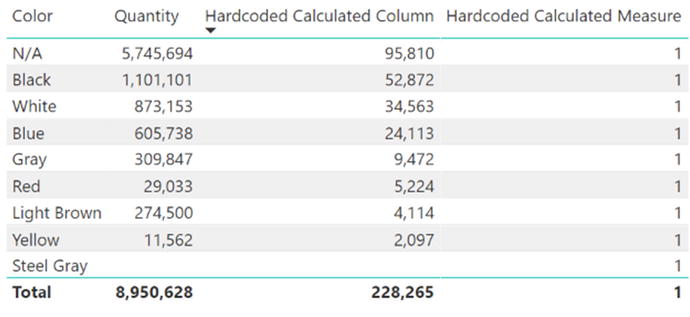 Color Quantity Hardcoded Calculated Column Hardcoded Calculated Measure
N/A 5,745,694 95,810 1
Black 1,101,101 52,872 1
White 873,153 34,563 1
Blue 605,738 24,113 1
Gray 309,847 9,472 1
Red 29,033 5,224 1
Light Brown 274,500 4,114 1
Yellow 11,562 2,097 1
Steel Gray 1
Total 8,950,628 228,265 1